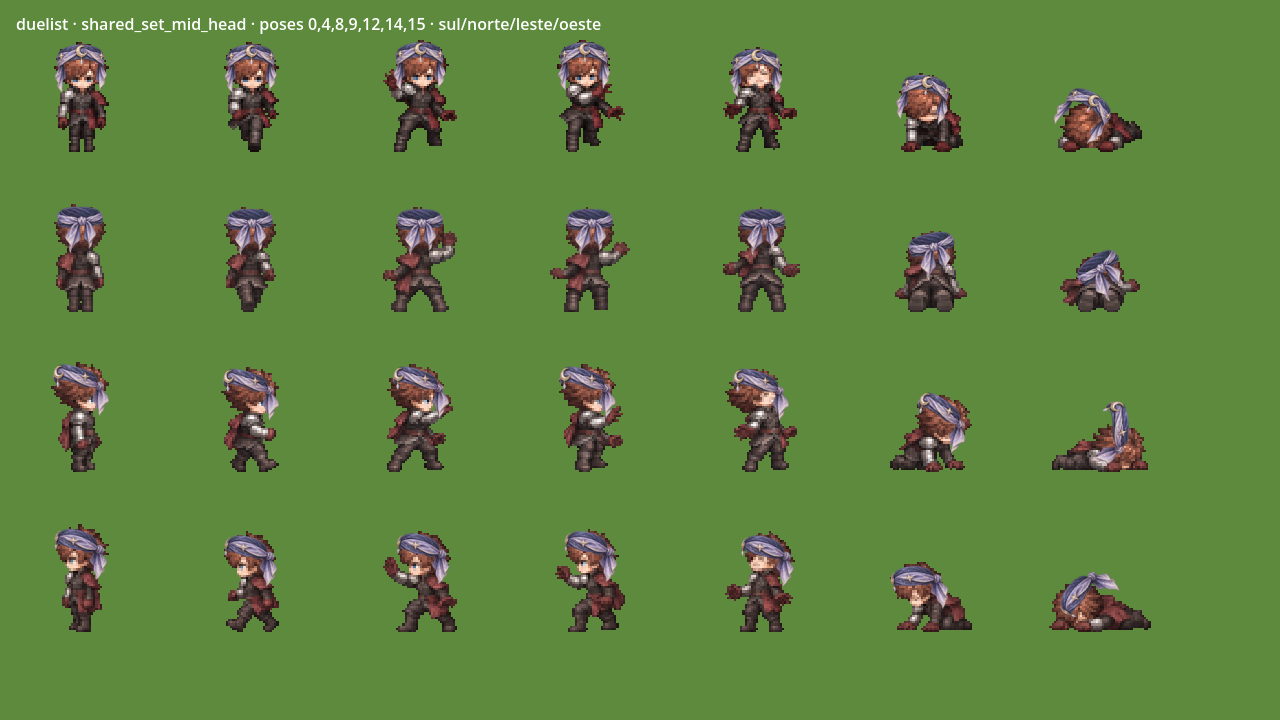 duelist · shared_set_mid_head · poses 0,4,8,9,12,14,15 · sul/norte/leste/oeste